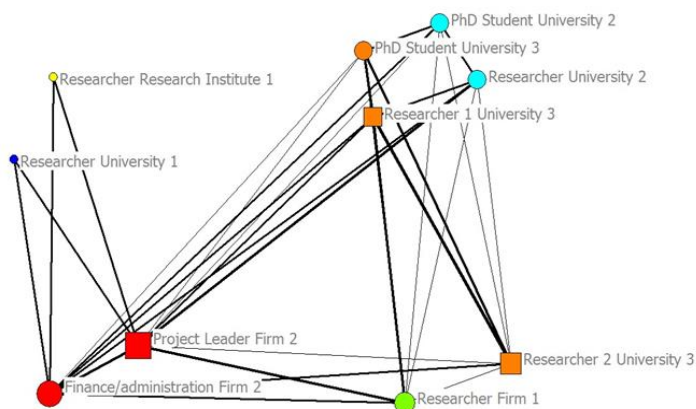 PhD Student University 2
PhD Student University 3
Researcher Research Institute 1
Researcher University 2
Researcher 1 University 3
Researcher University 1
Project Leader Firm 2
Researcher 2 University 3
Finance/administration Firm 2
Researcher Firm 1